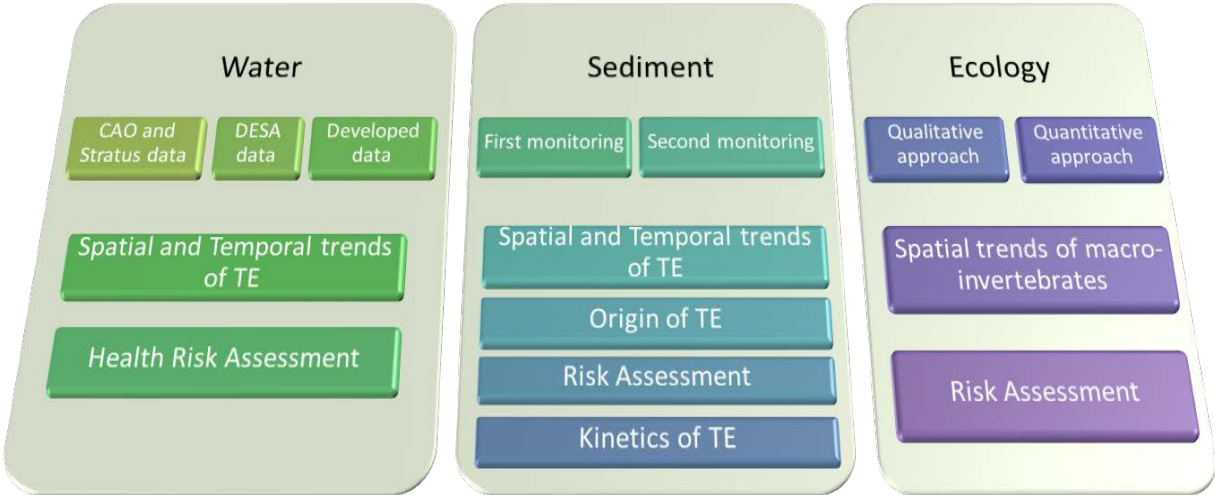 Water
CAO and
Stratus data
DESA
data
Developed
data
Spatial and Temporal trends
of TE
Health Risk Assessment
Sediment
First monitoring
Second monitoring
Spatial and Temporal trends
of TE
Origin of TE
Risk Assessment
Kinetics of TE
Ecology
Qualitative
approach
Quantitative
approach
Spatial trends of macro-
invertebrates
Risk Assessment